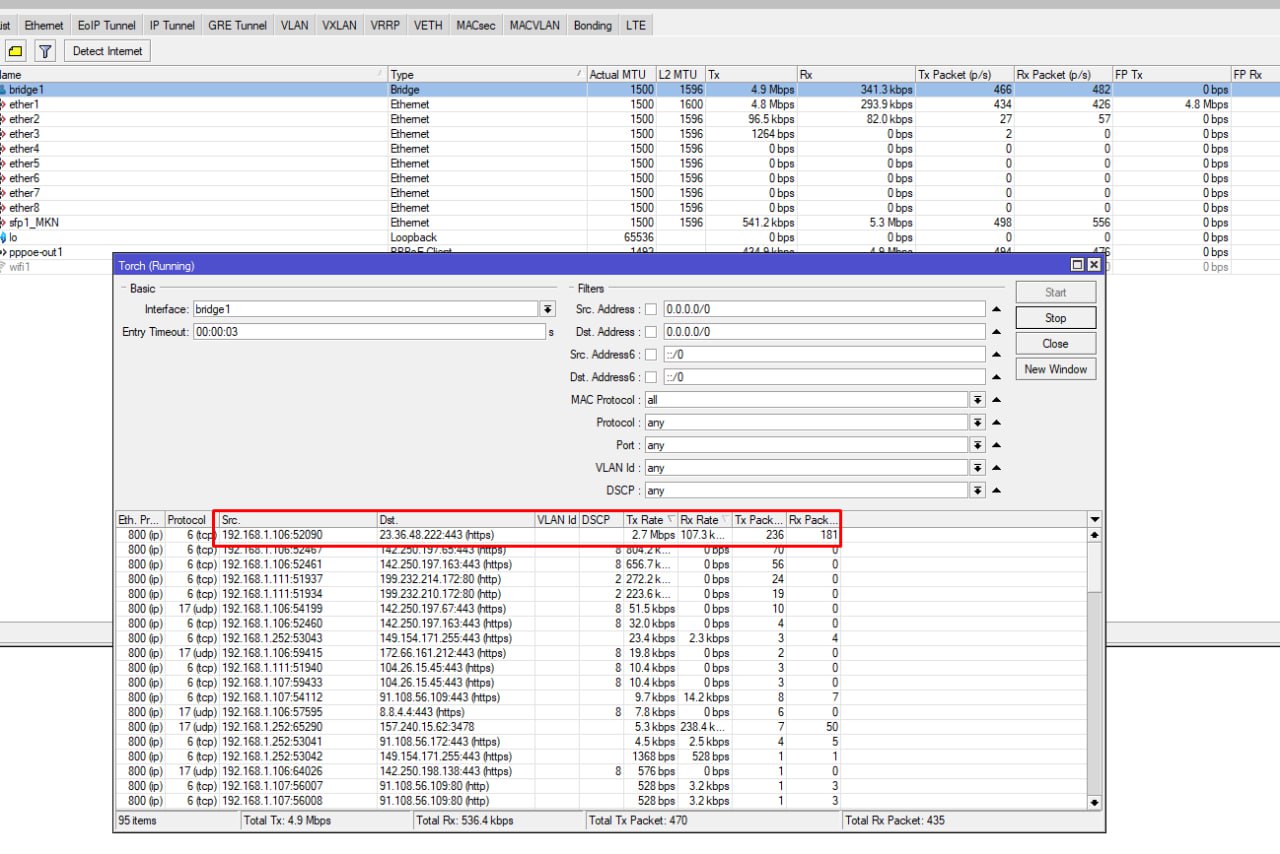 ist Ethernet EoIP Tunnel IP Tunnel GRE Tunnel VLAN VXLAN VRRP VETH MACsec MACVLAN Bonding LTE
Detect Internet
Name Type Actual MTU L2 MTU Tx Rx Tx Packet (p/s) Rx Packet (p/s) FP Tx FP Rx
bridge1 Bridge 1500 1596 4.9 Mbps 341.3 kbps 466 482 0 bps
ether1 Ethernet 1500 1600 4.8 Mbps 293.9 kbps 434 426 4.8 Mbps
ether2 Ethernet 1500 1596 96.5 kbps 82.0 kbps 27 57 0 bps
ether3 Ethernet 1500 1596 1264 bps 0 bps 2 0 0 bps
ether4 Ethernet 1500 1596 0 bps 0 bps 0 0 0 bps
ether5 Ethernet 1500 1596 0 bps 0 bps 0 0 0 bps
ether6 Ethernet 1500 1596 0 bps 0 bps 0 0 0 bps
ether7 Ethernet 1500 1596 0 bps 0 bps 0 0 0 bps
ether8 Ethernet 1500 1596 0 bps 0 bps 0 0 0 bps
sfp1_MKN Ethernet 1500 1596 541.2 kbps 5.3 Mbps 498 556 0 bps
lo Loopback 65536 0 bps 0 bps 0 0 0 bps
pppoe-out1 PPPoE Client 1492 434.9 kbps 4.9 Mbps 494 476 0 bps
wifi1 0 0 bps
Torch (Running)
Basic
Interface: bridge1
Entry Timeout: 00:00:03 s
Filters
Src. Address : 0.0.0.0/0
Dst. Address : 0.0.0.0/0
Src. Address6 : ::/0
Dst. Address6 : ::/0
MAC Protocol : all
Protocol : any
Port : any
VLAN Id : any
DSCP : any
Start
Stop
Close
New Window
Eth. Pr... Protocol Src. Dst. VLAN Id DSCP Tx Rate Rx Rate Tx Pack... Rx Pack...
800 (ip) 6 (tcp) 192.168.1.106:52090 23.36.48.222:443 (https) 2.7 Mbps 107.3 k... 236 181
800 (ip) 6 (tcp) 192.168.1.106:52467 142.250.197.65:443 (https) 8 804.2 k... 0 bps 70 0
800 (ip) 6 (tcp) 192.168.1.106:52461 142.250.197.163:443 (https) 8 656.7 k... 0 bps 56 0
800 (ip) 6 (tcp) 192.168.1.111:51937 199.232.214.172:80 (http) 2 272.2 k... 0 bps 24 0
800 (ip) 6 (tcp) 192.168.1.111:51934 199.232.210.172:80 (http) 2 223.6 k... 0 bps 19 0
800 (ip) 17 (udp) 192.168.1.106:54199 142.250.197.67:443 (https) 8 51.5 kbps 0 bps 10 0
800 (ip) 6 (tcp) 192.168.1.106:52460 142.250.197.163:443 (https) 8 32.0 kbps 0 bps 4 0
800 (ip) 6 (tcp) 192.168.1.252:53043 149.154.171.255:443 (https) 23.4 kbps 2.3 kbps 3 4
800 (ip) 17 (udp) 192.168.1.106:59415 172.66.161.212:443 (https) 8 19.8 kbps 0 bps 2 0
800 (ip) 6 (tcp) 192.168.1.111:51940 104.26.15.45:443 (https) 8 10.4 kbps 0 bps 3 0
800 (ip) 6 (tcp) 192.168.1.107:59433 104.26.15.45:443 (https) 8 10.4 kbps 0 bps 3 0
800 (ip) 6 (tcp) 192.168.1.107:54112 91.108.56.109:443 (https) 9.7 kbps 14.2 kbps 8 7
800 (ip) 17 (udp) 192.168.1.106:57595 8.8.4.4:443 (https) 8 7.8 kbps 0 bps 6 0
800 (ip) 17 (udp) 192.168.1.252:65290 157.240.15.62:3478 5.3 kbps 238.4 k... 7 50
800 (ip) 6 (tcp) 192.168.1.252:53041 91.108.56.172:443 (https) 4.5 kbps 2.5 kbps 4 5
800 (ip) 6 (tcp) 192.168.1.252:53042 149.154.171.255:443 (https) 1368 bps 528 bps 1 1
800 (ip) 17 (udp) 192.168.1.106:64026 142.250.198.138:443 (https) 8 576 bps 0 bps 1 0
800 (ip) 6 (tcp) 192.168.1.107:56007 91.108.56.109:80 (http) 528 bps 3.2 kbps 1 3
800 (ip) 6 (tcp) 192.168.1.107:56008 91.108.56.109:80 (http) 528 bps 3.2 kbps 1 3
95 items Total Tx: 4.9 Mbps Total Rx: 536.4 kbps Total Tx Packet: 470 Total Rx Packet: 435